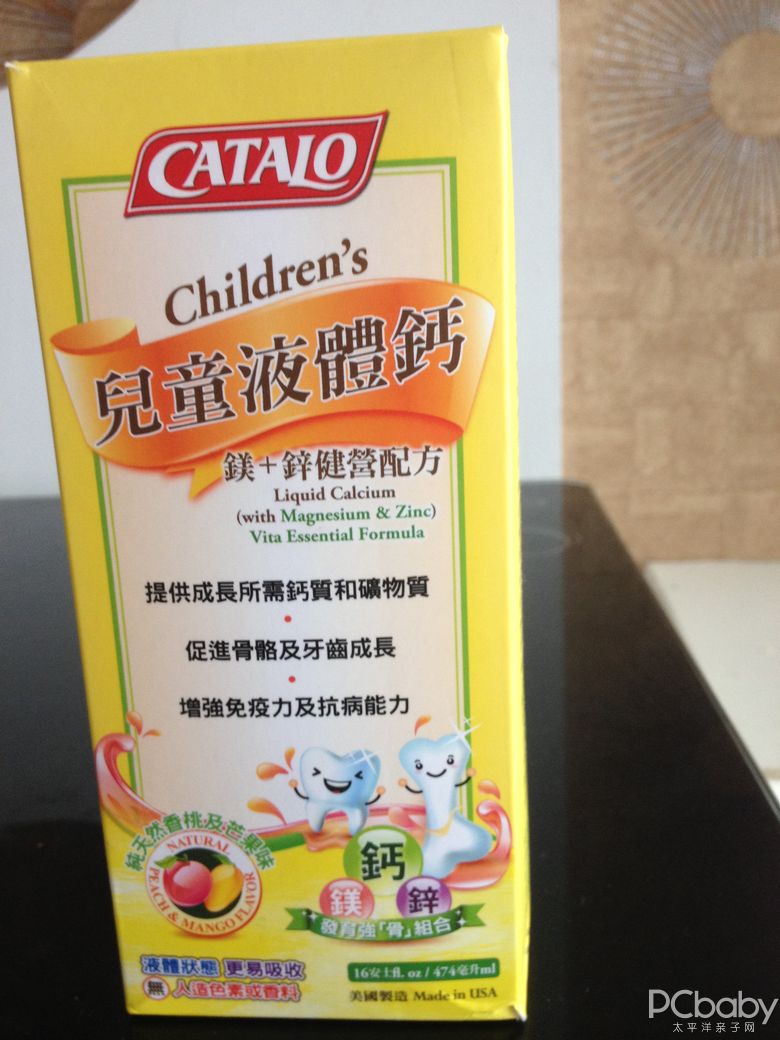 CATALO
Children's
兒童液體鈣
鎂+鋅健營配方
Liquid Calcium
(with Magnesium & Zinc)
Vita Essential Formula
提供成長所需鈣質和礦物質
促進骨骼及牙齒成長
增強免疫力及抗病能力
純天然香桃及芒果味
NATURAL
PEACH & MANGO FLAVOR
鈣
鎂
鋅
發育強「骨」組合
液體狀態 更易吸收
無 人造色素或香料
16安士fl. oz / 474毫升ml
美國製造 Made in USA
PCbaby
太平洋亲子网